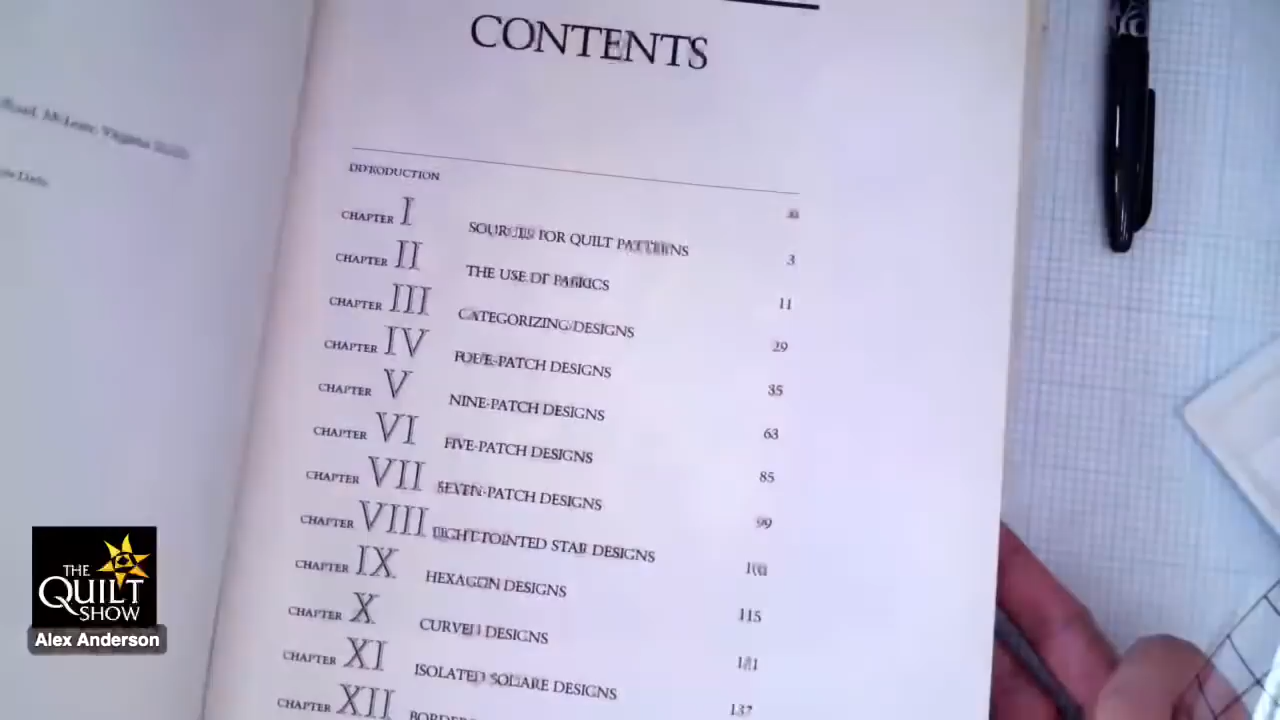 Road, McLean, Virginia
CONTENTS
INTRODUCTION
CHAPTER I SOURCES FOR QUILT PATTERNS 3
CHAPTER II THE USE OF FABRICS 11
CHAPTER III CATEGORIZING DESIGNS 29
CHAPTER IV FOUR-PATCH DESIGNS 35
CHAPTER V NINE-PATCH DESIGNS 63
CHAPTER VI FIVE-PATCH DESIGNS 85
CHAPTER VII SEVEN-PATCH DESIGNS 99
CHAPTER VIII EIGHT-POINTED STAR DESIGNS
CHAPTER IX HEXAGON DESIGNS 115
CHAPTER X CURVED DESIGNS
CHAPTER XI ISOLATED SQUARE DESIGNS 137
CHAPTER XII
THE
QUILT
SHOW
Alex Anderson